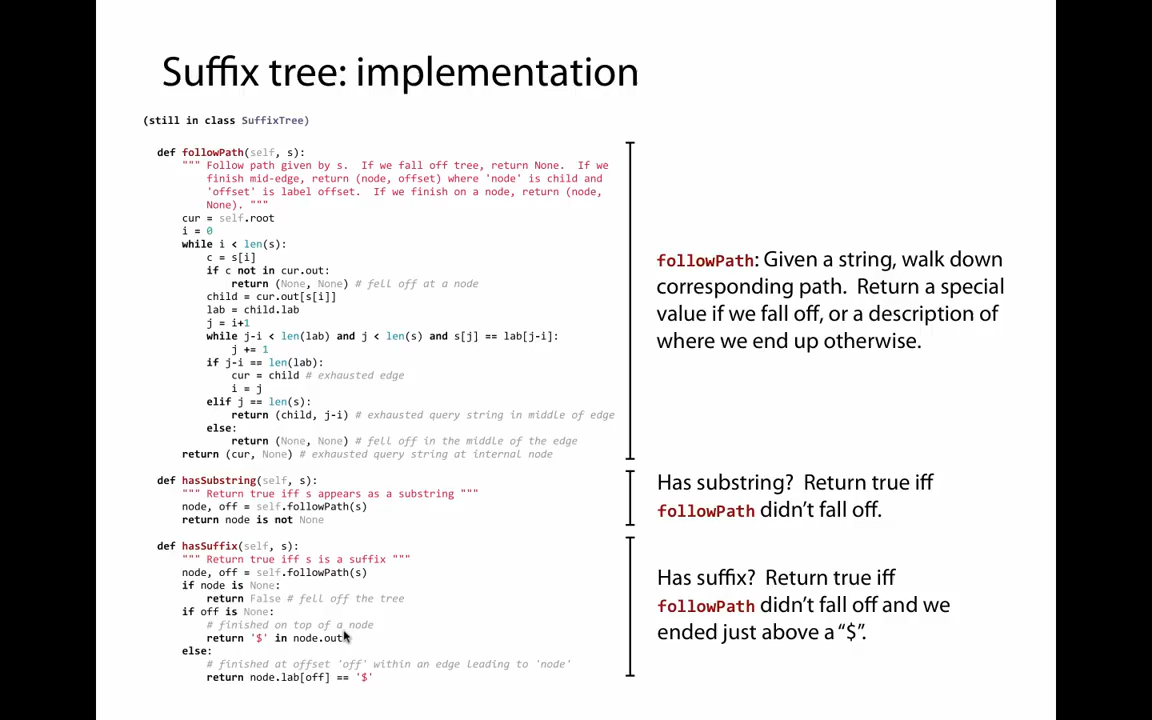 Suffix tree: implementation
(still in class SuffixTree)
def followPath(self, s):
""" Follow path given by s.  If we fall off tree, return None.  If we
finish mid-edge, return (node, offset) where 'node' is child and
'offset' is label offset.  If we finish on a node, return (node,
None). """
cur = self.root
i = 0
while i < len(s):
c = s[i]
if c not in cur.out:
return (None, None) # fell off at a node
child = cur.out[s[i]]
lab = child.lab
j = i+1
while j-i < len(lab) and j < len(s) and s[j] == lab[j-i]:
j += 1
if j-i == len(lab):
cur = child # exhausted edge
i = j
elif j == len(s):
return (child, j-i) # exhausted query string in middle of edge
else:
return (None, None) # fell off in the middle of the edge
return (cur, None) # exhausted query string at internal node
followPath: Given a string, walk down
corresponding path.  Return a special
value if we fall off, or a description of
where we end up otherwise.
def hasSubstring(self, s):
""" Return true iff s appears as a substring """
node, off = self.followPath(s)
return node is not None
Has substring?  Return true iff
followPath didn't fall off.
def hasSuffix(self, s):
""" Return true iff s is a suffix """
node, off = self.followPath(s)
if node is None:
return False # fell off the tree
if off is None:
# finished on top of a node
return '$' in node.out
else:
# finished at offset 'off' within an edge leading to 'node'
return node.lab[off] == '$'
Has suffix?  Return true iff
followPath didn't fall off and we
ended just above a “$”.